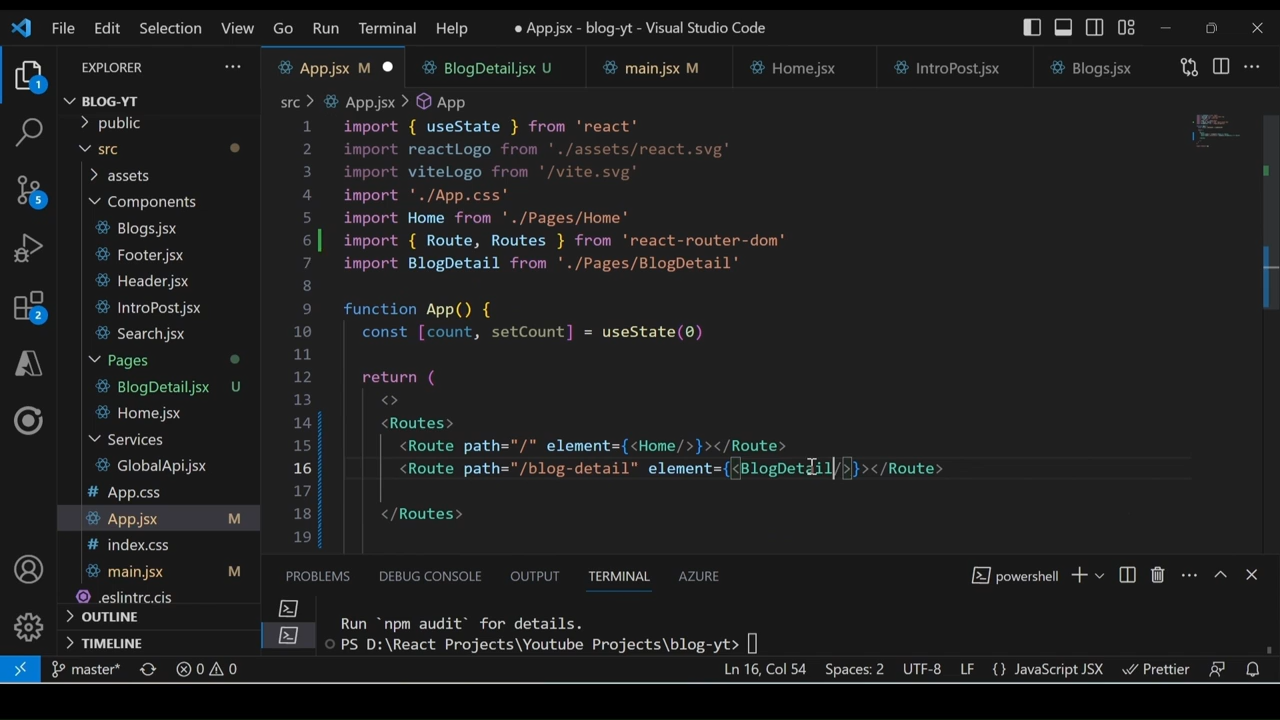 File Edit Selection View Go Run Terminal Help ● App.jsx - blog-yt - Visual Studio Code
EXPLORER ···
App.jsx M ●
BlogDetail.jsx U
main.jsx M
Home.jsx
IntroPost.jsx
Blogs.jsx
1
BLOG-YT
public
src
assets
Components
Blogs.jsx
Footer.jsx
Header.jsx
IntroPost.jsx
Search.jsx
Pages
BlogDetail.jsx U
Home.jsx
Services
GlobalApi.jsx
App.css
App.jsx M
index.css
main.jsx M
.eslintrc.cjs
OUTLINE
TIMELINE
5
2
src > App.jsx > App
1 import { useState } from 'react'
2 import reactLogo from './assets/react.svg'
3 import viteLogo from '/vite.svg'
4 import './App.css'
5 import Home from './Pages/Home'
6 import { Route, Routes } from 'react-router-dom'
7 import BlogDetail from './Pages/BlogDetail'
8
9 function App() {
10 const [count, setCount] = useState(0)
11
12 return (
13 <>
14 <Routes>
15 <Route path="/" element={<Home/>}></Route>
16 <Route path="/blog-detail" element={<BlogDetail/>}></Route>
17
18 </Routes>
19
PROBLEMS DEBUG CONSOLE OUTPUT TERMINAL AZURE powershell
Run `npm audit` for details.
PS D:\React Projects\Youtube Projects\blog-yt>
master* 0 0 Ln 16, Col 54 Spaces: 2 UTF-8 LF {} JavaScript JSX Prettier